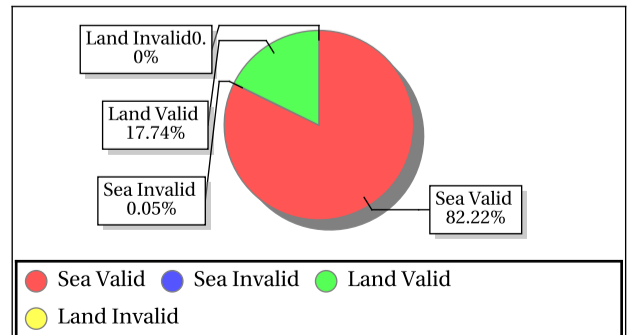 Land Invalid0.
0%
Land Valid
17.74%
Sea Invalid
0.05%
Sea Valid
82.22%
Sea Valid
Sea Invalid
Land Valid
Land Invalid